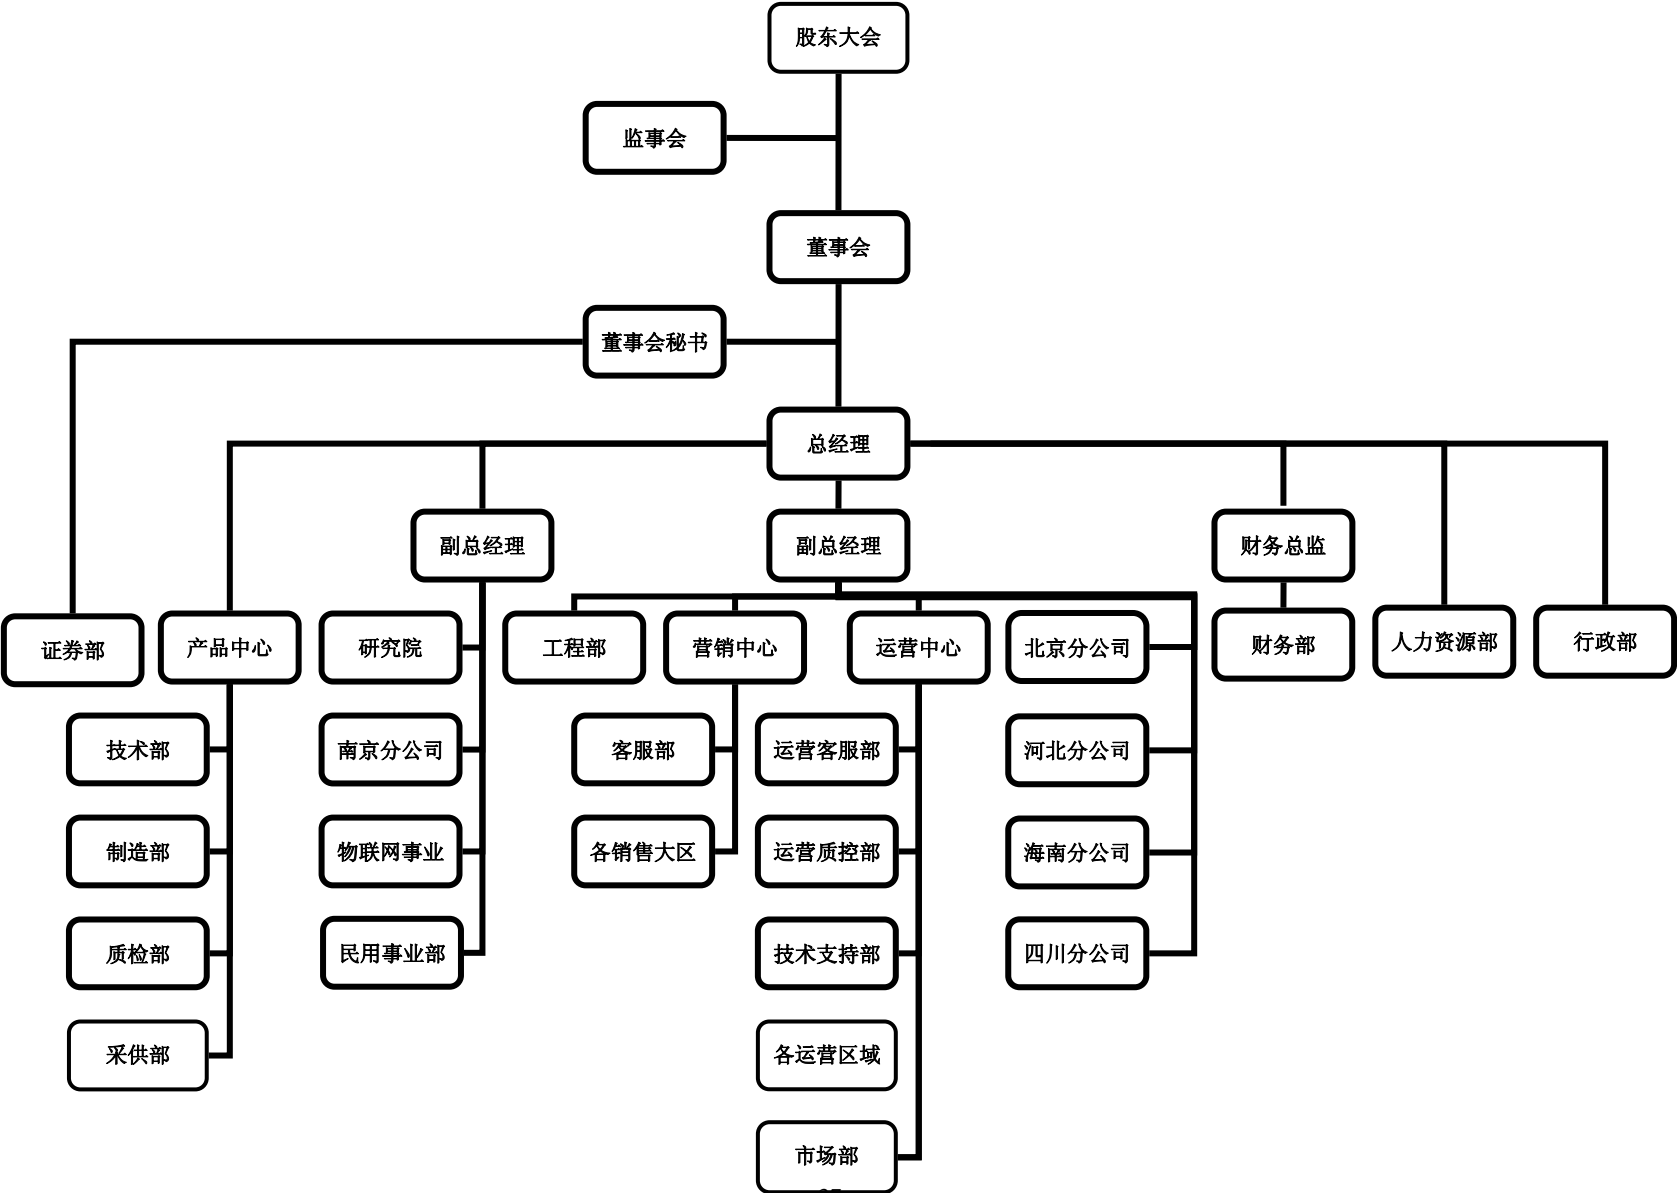 股东大会
监事会
董事会
董事会秘书
总经理
副总经理
副总经理
财务总监
证券部
产品中心
研究院
工程部
营销中心
运营中心
北京分公司
财务部
人力资源部
行政部
技术部
南京分公司
客服部
运营客服部
河北分公司
制造部
物联网事业
各销售大区
运营质控部
海南分公司
质检部
民用事业部
技术支持部
四川分公司
采供部
各运营区域
市场部